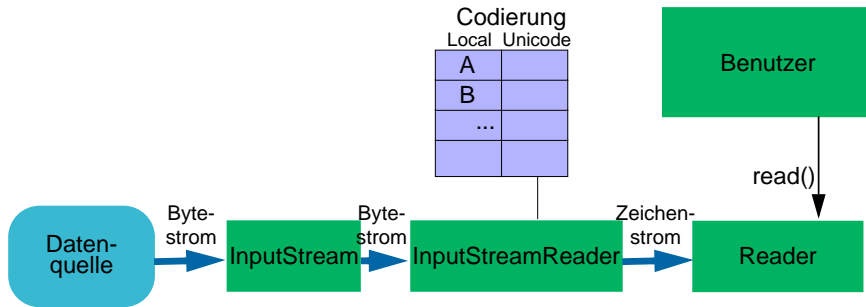 Codierung
Local Unicode
A
B
...
Benutzer
read()
Byte-
strom
Byte-
strom
Zeichen-
strom
Daten-
quelle
InputStream
InputStreamReader
Reader